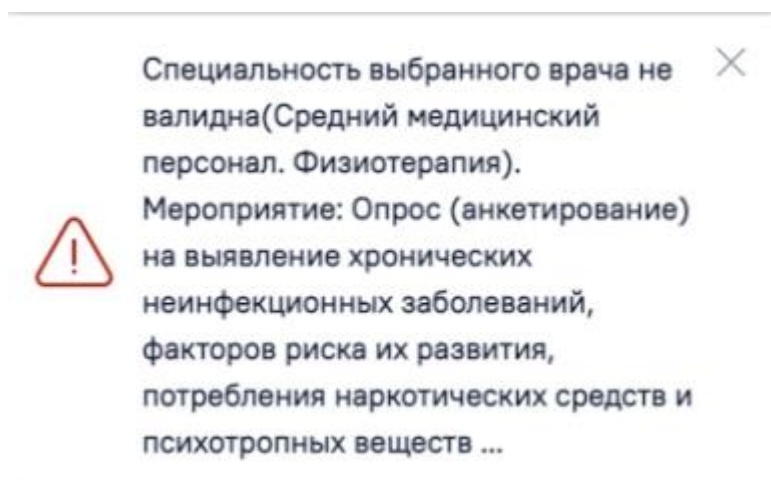 Специальность выбранного врача не
валидна(Средний медицинский
персонал. Физиотерапия).
Мероприятие: Опрос (анкетирование)
на выявление хронических
неинфекционных заболеваний,
факторов риска их развития,
потребления наркотических средств и
психотропных веществ ...